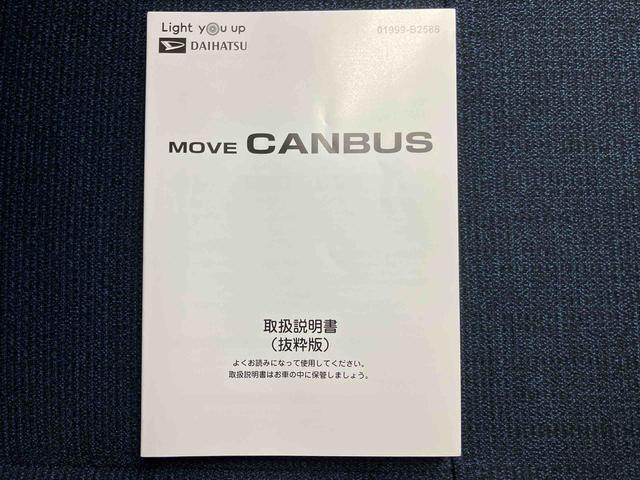 Light you up
DAIHATSU
01999-B2588
MOVE CANBUS
取扱説明書
（抜粋版）
よくお読みになって使用してください。
取扱説明書はお車の中に保管しましょう。